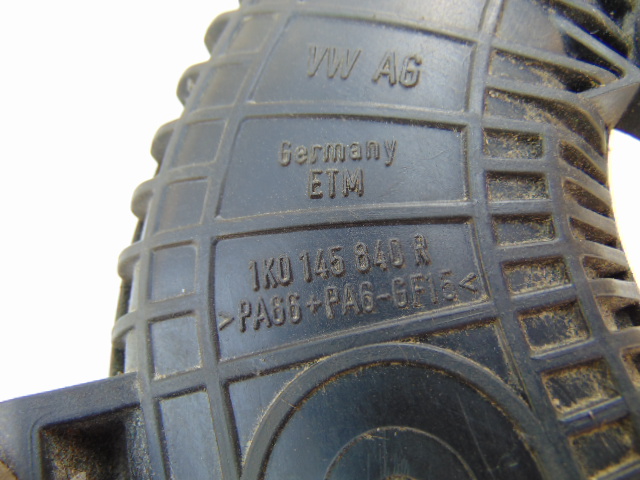 VW AG
Germany
ETM
1K0 145 840 R
>PA66+PA6-GF15<